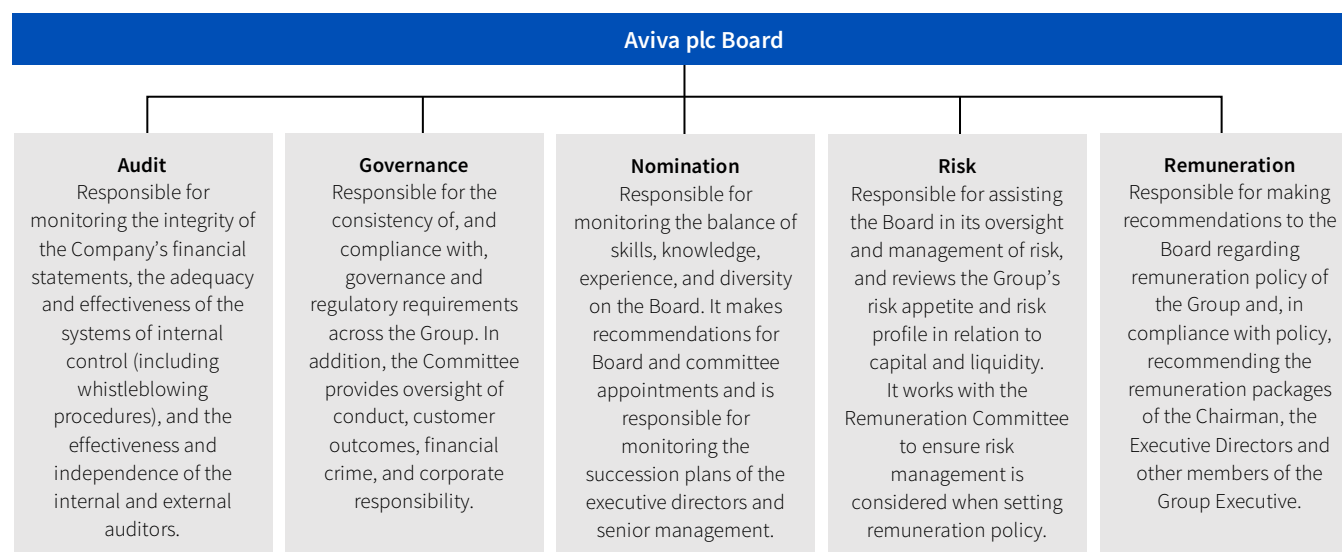 Aviva plc Board
Audit
Responsible for
monitoring the integrity of
the Company’s financial
statements, the adequacy
and effectiveness of the
systems of internal
control (including
whistleblowing
procedures), and the
effectiveness and
independence of the
internal and external
auditors.
Governance
Responsible for the
consistency of, and
compliance with,
governance and
regulatory requirements
across the Group. In
addition, the Committee
provides oversight of
conduct, customer
outcomes, financial
crime, and corporate
responsibility.
Nomination
Responsible for
monitoring the balance of
skills, knowledge,
experience, and diversity
on the Board. It makes
recommendations for
Board and committee
appointments and is
responsible for
monitoring the
succession plans of the
executive directors and
senior management.
Risk
Responsible for assisting
the Board in its oversight
and management of risk,
and reviews the Group’s
risk appetite and risk
profile in relation to
capital and liquidity.
It works with the
Remuneration Committee
to ensure risk
management is
considered when setting
remuneration policy.
Remuneration
Responsible for making
recommendations to the
Board regarding
remuneration policy of
the Group and, in
compliance with policy,
recommending the
remuneration packages
of the Chairman, the
Executive Directors and
other members of the
Group Executive.